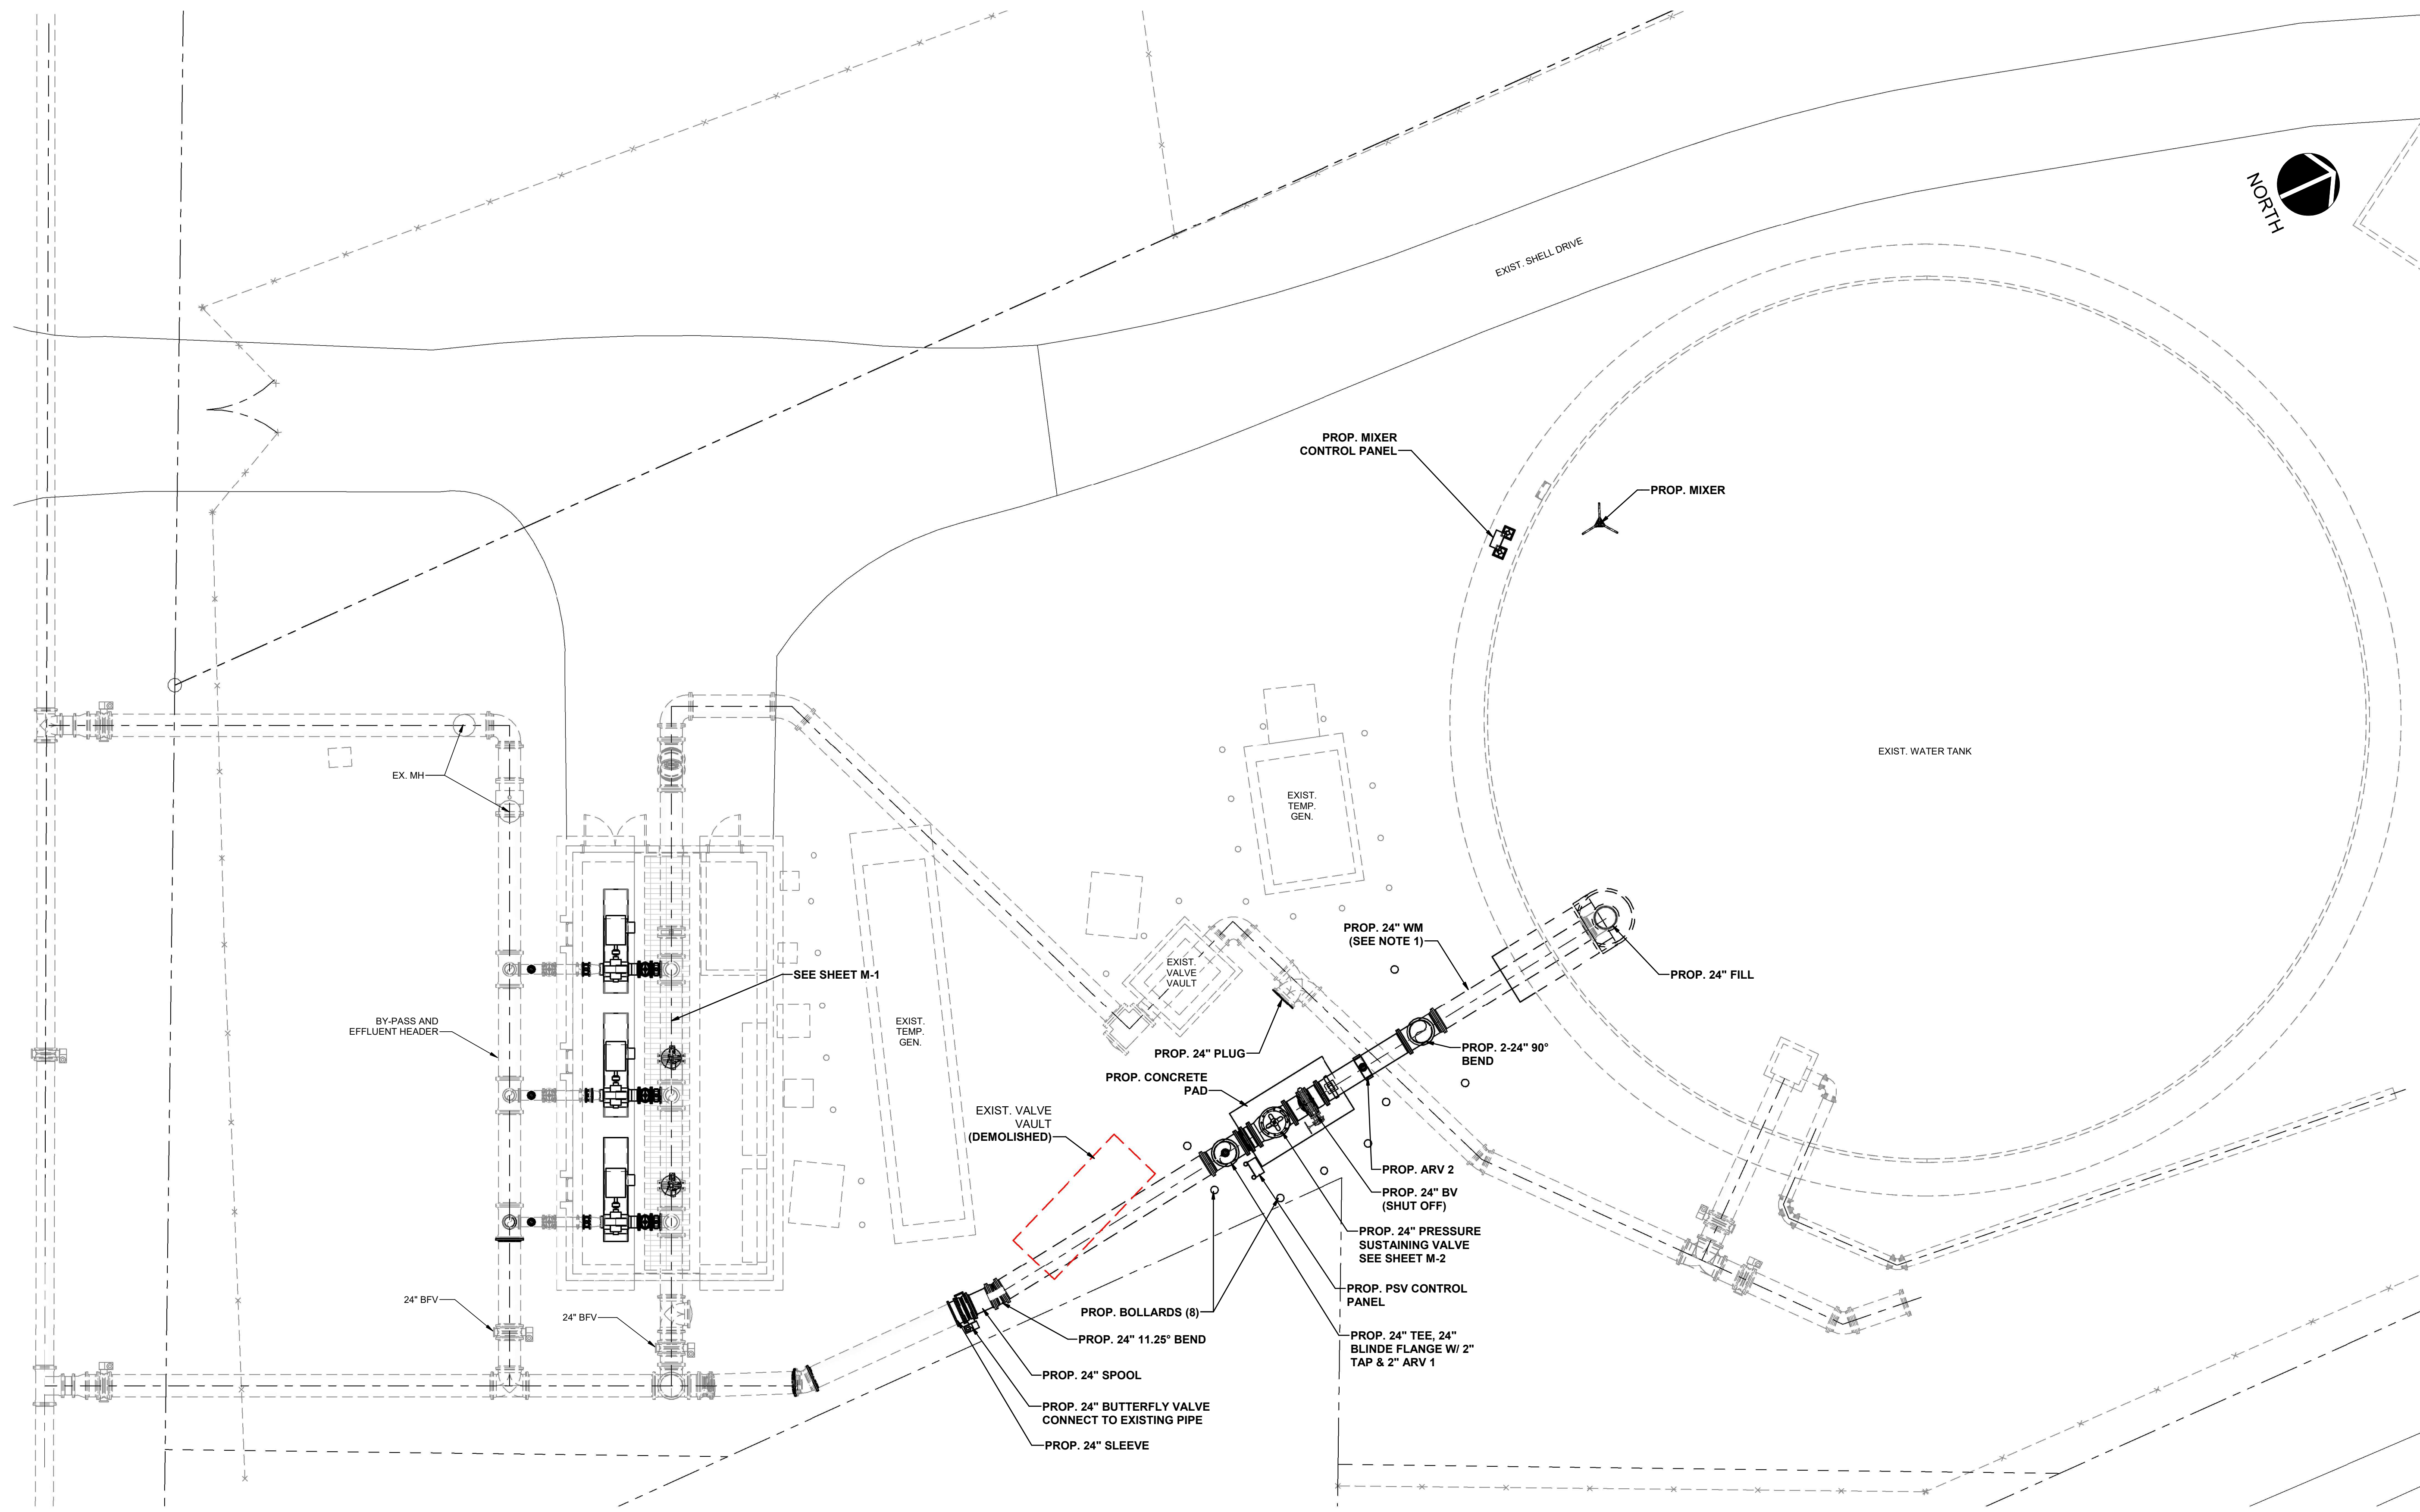 NORTH
EXIST. SHELL DRIVE
PROP. MIXER
CONTROL PANEL
PROP. MIXER
EXIST. WATER TANK
EX. MH
EXIST.
TEMP.
GEN.
PROP. 24" WM
(SEE NOTE 1)
EXIST.
VALVE
VAULT
SEE SHEET M-1
PROP. 24" FILL
BY-PASS AND
EFFLUENT HEADER
EXIST.
TEMP.
GEN.
PROP. 24" PLUG
PROP. 2-24" 90°
BEND
PROP. CONCRETE
PAD
EXIST. VALVE
VAULT
(DEMOLISHED)
PROP. ARV 2
PROP. 24" BV
(SHUT OFF)
PROP. 24" PRESSURE
SUSTAINING VALVE
SEE SHEET M-2
PROP. PSV CONTROL
PANEL
24" BFV
24" BFV
PROP. BOLLARDS (8)
PROP. 24" 11.25° BEND
PROP. 24" TEE, 24"
BLINDE FLANGE W/ 2"
TAP & 2" ARV 1
PROP. 24" SPOOL
PROP. 24" BUTTERFLY VALVE
CONNECT TO EXISTING PIPE
PROP. 24" SLEEVE